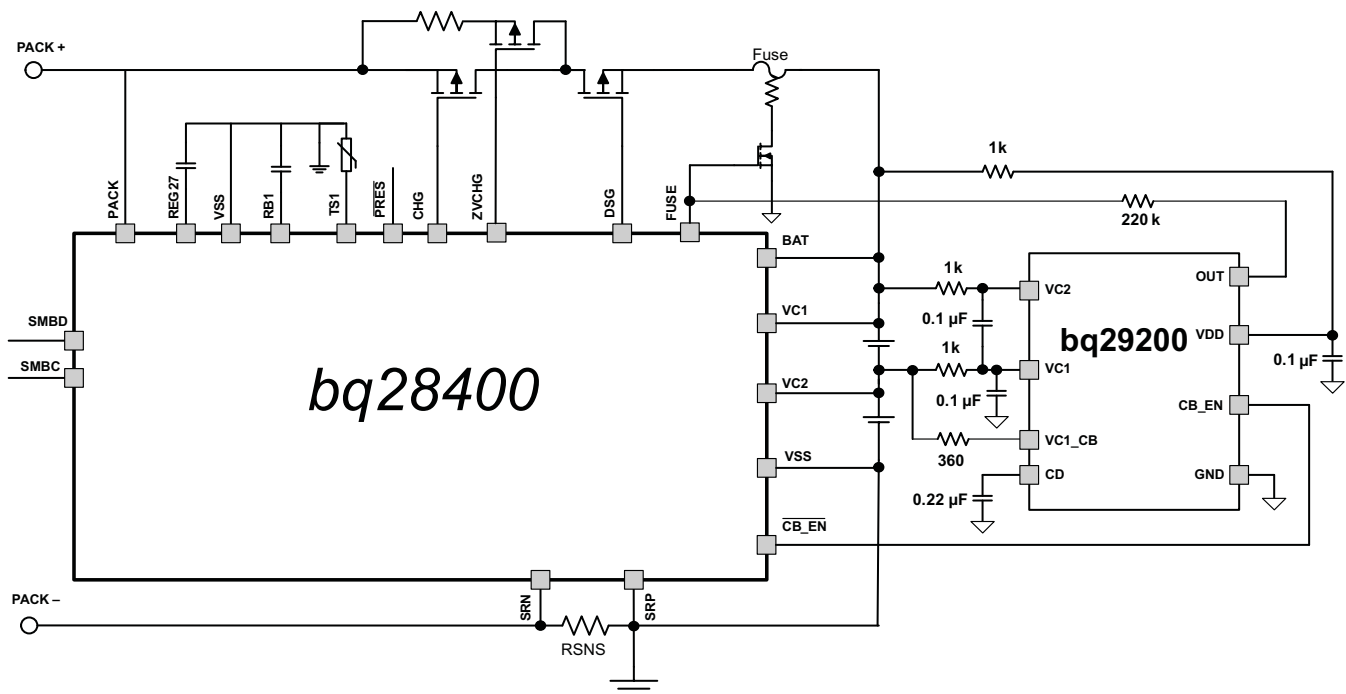 PACK +
Fuse
PACK
REG27
VSS
RB1
TS1
PRES
CHG
ZVCHG
DSG
FUSE
1k
220 k
BAT
VC1
VC2
VSS
CB_EN
SMBD
SMBC
bq28400
1k
0.1 µF
1k
0.1 µF
360
0.22 µF
VC2
VC1
VC1_CB
CD
bq29200
OUT
VDD
CB_EN
GND
0.1 µF
PACK –
SRN
SRP
RSNS